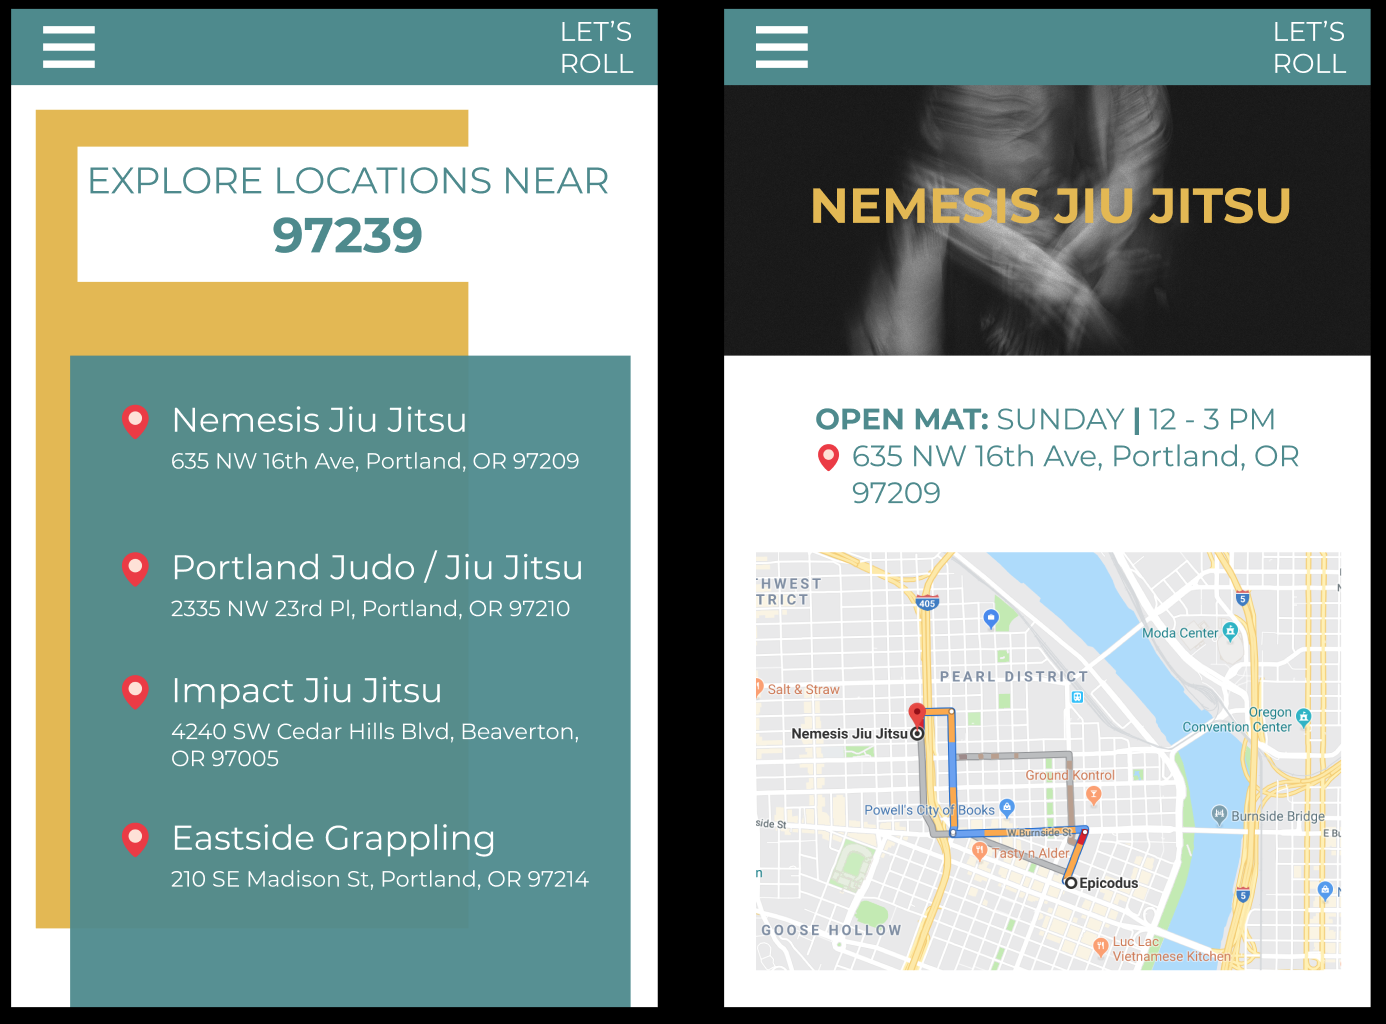 LET’S
ROLL
EXPLORE LOCATIONS NEAR
97239
Nemesis Jiu Jitsu
635 NW 16th Ave, Portland, OR 97209
Portland Judo / Jiu Jitsu
2335 NW 23rd Pl, Portland, OR 97210
Impact Jiu Jitsu
4240 SW Cedar Hills Blvd, Beaverton,
OR 97005
Eastside Grappling
210 SE Madison St, Portland, OR 97214
LET’S
ROLL
NEMESIS JIU JITSU
OPEN MAT: SUNDAY | 12 - 3 PM
635 NW 16th Ave, Portland, OR
97209
THWEST
TRICT
405
5
Moda Center
PEARL DISTRICT
Salt & Straw
Oregon
Convention Center
Nemesis Jiu Jitsu
Ground Kontrol
Powell's City of Books
Burnside Bridge
side St
W Burnside St
E Bu
Tasty n Alder
Epicodus
5
GOOSE HOLLOW
Luc Lac
Vietnamese Kitchen